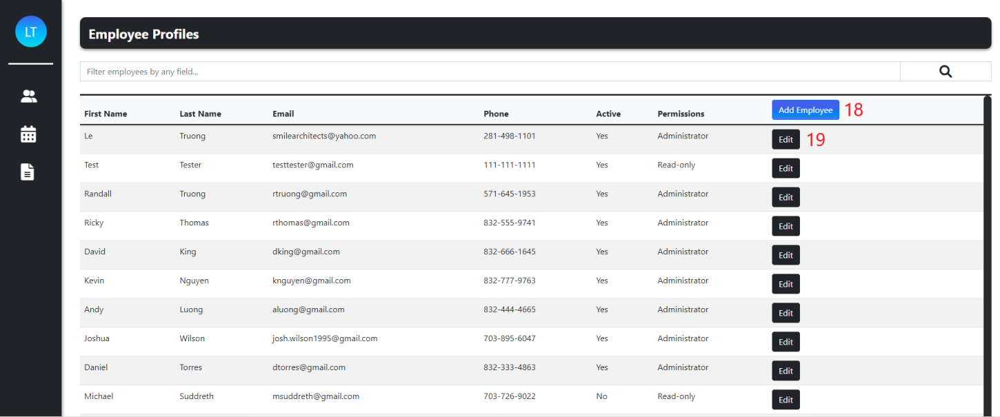 LT
Employee Profiles
Filter employees by any field...
First Name Last Name Email Phone Active Permissions Add Employee 18
Le Truong smilearchitects@yahoo.com 281-498-1101 Yes Administrator Edit 19
Test Tester testtester@gmail.com 111-111-1111 Yes Read-only Edit
Randall Truong rtruong@gmail.com 571-645-1953 Yes Administrator Edit
Ricky Thomas rthomas@gmail.com 832-555-9741 Yes Administrator Edit
David King dking@gmail.com 832-666-1645 Yes Administrator Edit
Kevin Nguyen knguyen@gmail.com 832-777-9763 Yes Administrator Edit
Andy Luong aluong@gmail.com 832-444-4665 Yes Administrator Edit
Joshua Wilson josh.wilson1995@gmail.com 703-895-6047 Yes Administrator Edit
Daniel Torres dtorres@gmail.com 832-333-4863 Yes Administrator Edit
Michael Suddreth msuddreth@gmail.com 703-726-9022 No Read-only Edit